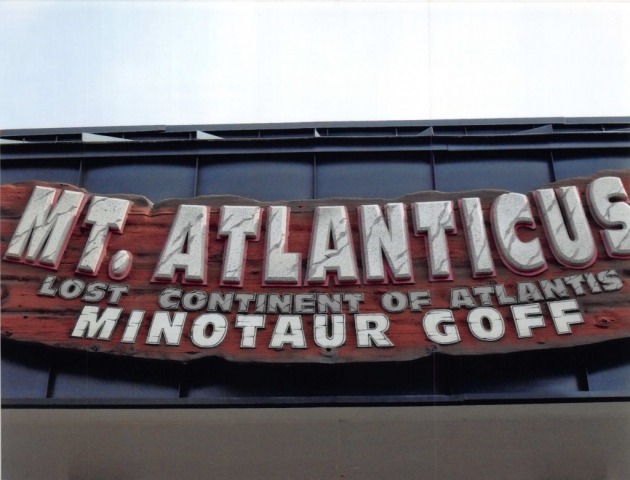 MT. ATLANTICUS
LOST CONTINENT OF ATLANTIS
MINOTAUR GOFF